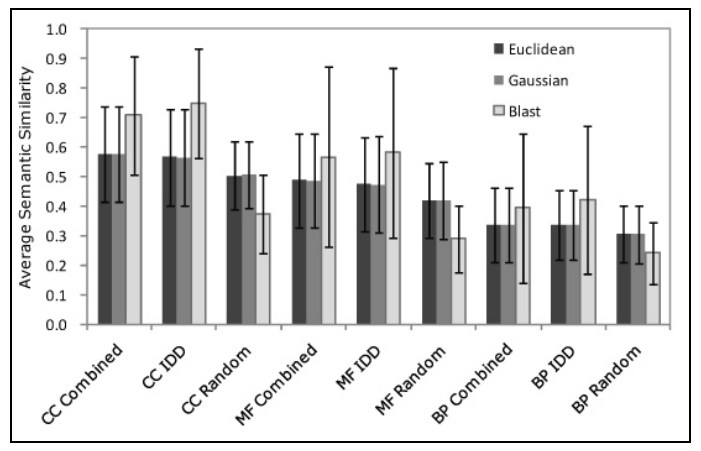 Average Semantic Similarity
1.0
0.9
0.8
0.7
0.6
0.5
0.4
0.3
0.2
0.1
0.0
Euclidean
Gaussian
Blast
CC Combined
CC IDD
CC Random
MF Combined
MF IDD
MF Random
BP Combined
BP IDD
BP Random